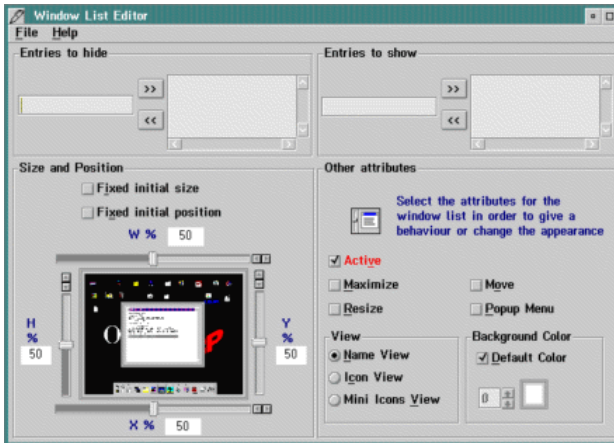 Window List Editor
File Help
Entries to hide
Entries to show
>>
<<
>>
<<
Size and Position
Fixed initial size
Fixed initial position
W % 50
H % 50
Y % 50
X % 50
Other attributes
Select the attributes for the
window list in order to give a
behaviour or change the appearance
Active
Maximize
Move
Resize
Popup Menu
View
Name View
Icon View
Mini Icons View
Background Color
Default Color
0